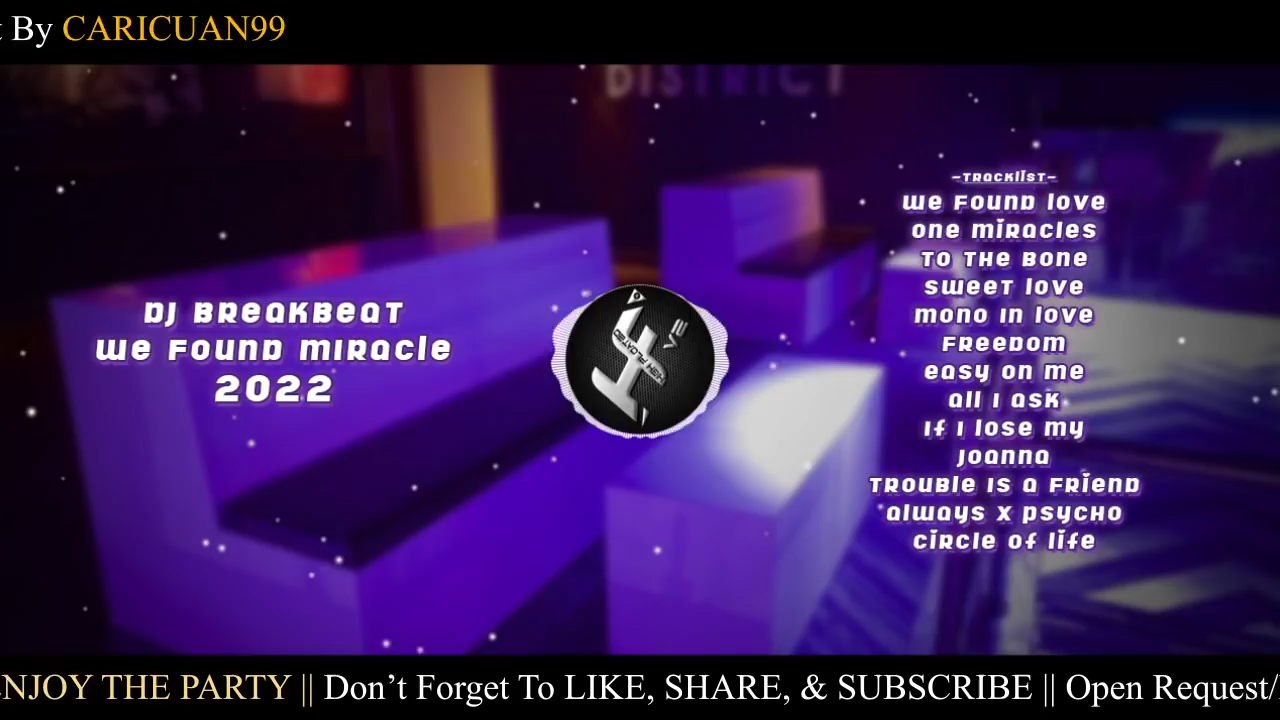 t By CARICUAN99
DISTRICT
DJ BREAKBEAT
WE FOUND MIRACLE
2022
-TRACKLIST-
WE FOUND LOVE
ONE MIRACLES
TO THE BONE
SWEET LOVE
MONO IN LOVE
FREEDOM
EASY ON ME
ALL I ASK
IF I LOSE MY
JOANNA
TROUBLE IS A FRIEND
ALWAYS X PSYCHO
CIRCLE OF LIFE
NJOY THE PARTY || Don’t Forget To LIKE, SHARE, & SUBSCRIBE || Open Request/